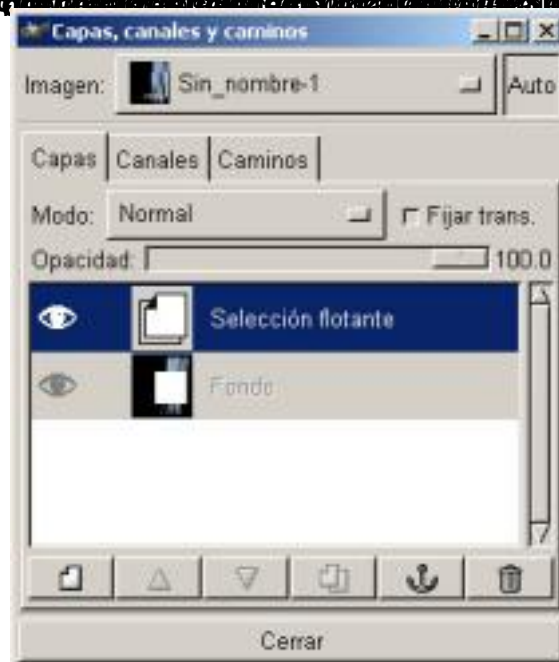 Capas, canales y caminos
Imagen: Sin_nombre-1 Auto
Capas Canales Caminos
Modo: Normal Fijar trans.
Opacidad: 100.0
Selección flotante
Fondo
Cerrar